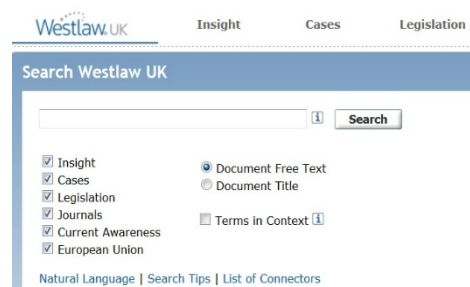 Westlaw.UK Insight Cases Legislation
Search Westlaw UK
i Search
Insight
Cases
Legislation
Journals
Current Awareness
European Union
Document Free Text
Document Title
Terms in Context i
Natural Language | Search Tips | List of Connectors